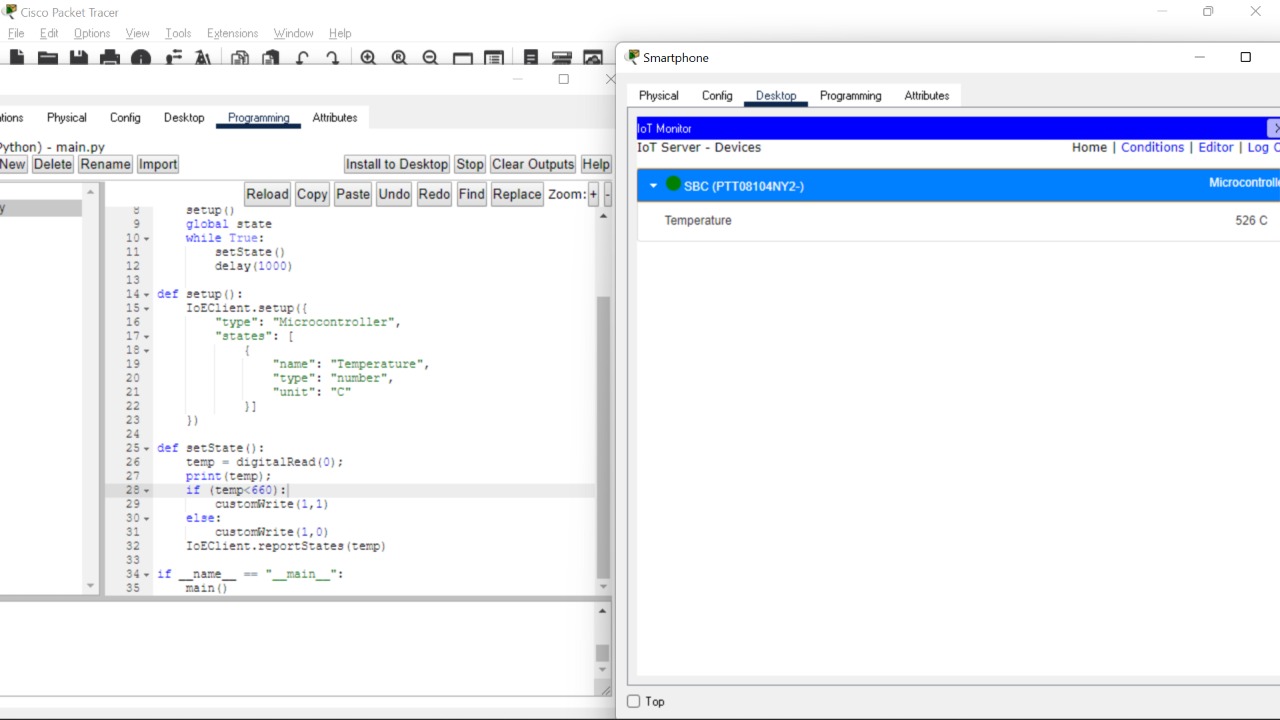 Cisco Packet Tracer
File Edit Options View Tools Extensions Window Help
tions Physical Config Desktop Programming Attributes
Python) - main.py
New Delete Rename Import Install to Desktop Stop Clear Outputs Help
Reload Copy Paste Undo Redo Find Replace Zoom: + -
y
8 setup()
9 global state
10 while True:
11 setState()
12 delay(1000)
13
14 def setup():
15 IoEClient.setup({
16 "type": "Microcontroller",
17 "states": [
18 {
19 "name": "Temperature",
20 "type": "number",
21 "unit": "C"
22 }]
23 })
24
25 def setState():
26 temp = digitalRead(0);
27 print(temp);
28 if (temp<660):
29 customWrite(1,1)
30 else:
31 customWrite(1,0)
32 IoEClient.reportStates(temp)
33
34 if __name__ == "__main__":
35 main()
Smartphone
Physical Config Desktop Programming Attributes
IoT Monitor X
IoT Server - Devices Home | Conditions | Editor | Log O
SBC (PTT08104NY2-) Microcontrolle
Temperature 526 C
Top